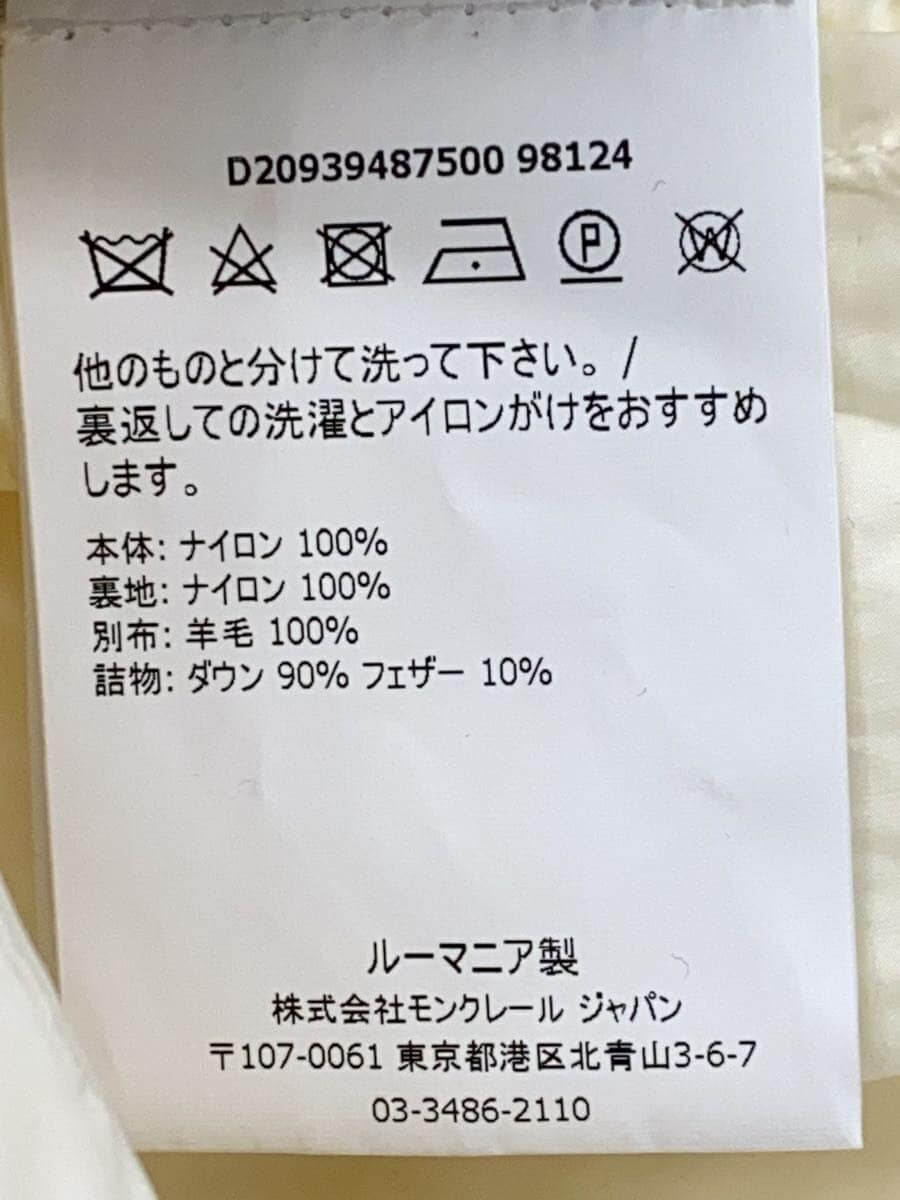 D20939487500 98124
P W
他のものと分けて洗って下さい。/
裏返しての洗濯とアイロンがけをおすすめ
します。
本体: ナイロン 100%
裏地: ナイロン 100%
別布: 羊毛 100%
詰物: ダウン 90% フェザー 10%
ルーマニア製
株式会社モンクレール ジャパン
〒107-0061 東京都港区北青山3-6-7
03-3486-2110